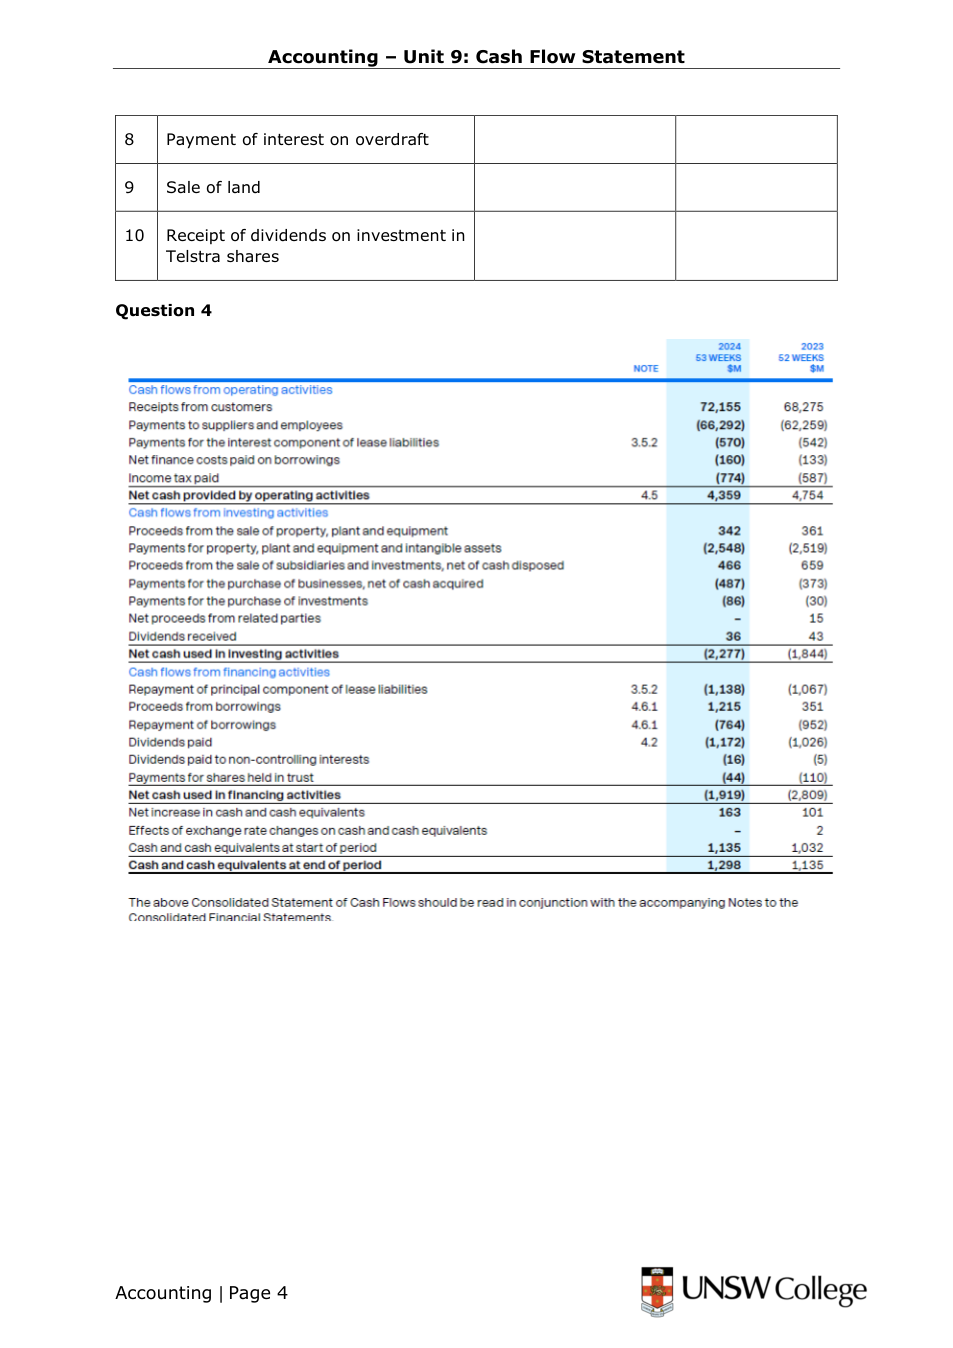 Accounting – Unit 9: Cash Flow Statement
8 Payment of interest on overdraft
9 Sale of land
10 Receipt of dividends on investment in
Telstra shares
Question 4
2024 2023
53 WEEKS 52 WEEKS
NOTE $M $M
Cash flows from operating activities
Receipts from customers 72,155 68,275
Payments to suppliers and employees (66,292) (62,259)
Payments for the interest component of lease liabilities 3.5.2 (570) (542)
Net finance costs paid on borrowings (160) (133)
Income tax paid (774) (587)
Net cash provided by operating activities 4.5 4,359 4,754
Cash flows from investing activities
Proceeds from the sale of property, plant and equipment 342 361
Payments for property, plant and equipment and intangible assets (2,548) (2,519)
Proceeds from the sale of subsidiaries and investments, net of cash disposed 466 659
Payments for the purchase of businesses, net of cash acquired (487) (373)
Payments for the purchase of investments (86) (30)
Net proceeds from related parties – 15
Dividends received 36 43
Net cash used in investing activities (2,277) (1,844)
Cash flows from financing activities
Repayment of principal component of lease liabilities 3.5.2 (1,138) (1,067)
Proceeds from borrowings 4.6.1 1,215 351
Repayment of borrowings 4.6.1 (764) (952)
Dividends paid 4.2 (1,172) (1,026)
Dividends paid to non-controlling interests (16) (5)
Payments for shares held in trust (44) (110)
Net cash used in financing activities (1,919) (2,809)
Net increase in cash and cash equivalents 163 101
Effects of exchange rate changes on cash and cash equivalents – 2
Cash and cash equivalents at start of period 1,135 1,032
Cash and cash equivalents at end of period 1,298 1,135
The above Consolidated Statement of Cash Flows should be read in conjunction with the accompanying Notes to the
Consolidated Financial Statements.
Accounting | Page 4
UNSW College